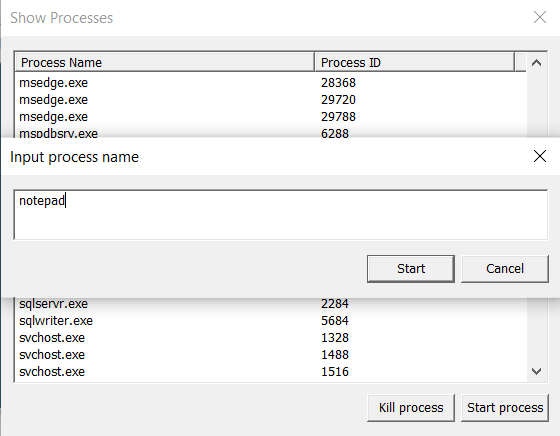 Show Processes
Process Name Process ID
msedge.exe 28368
msedge.exe 29720
msedge.exe 29788
mspdbsrv.exe 6288
Input process name
notepad
Start Cancel
sqlservr.exe 2284
sqlwriter.exe 5684
svchost.exe 1328
svchost.exe 1488
svchost.exe 1516
Kill process Start process